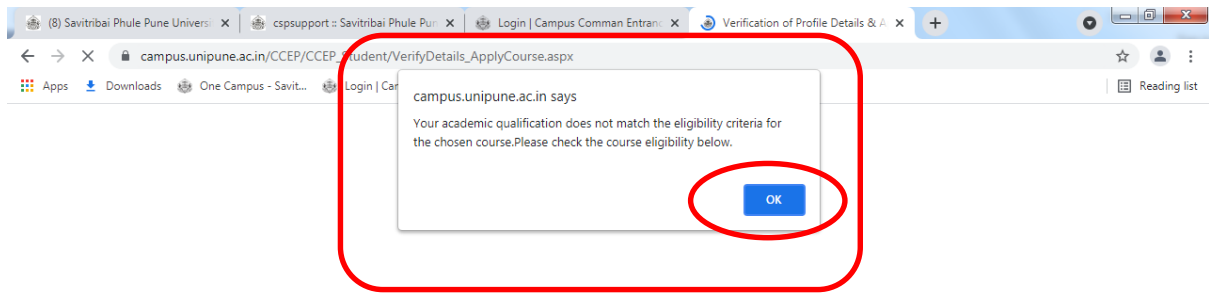 (8) Savitribai Phule Pune Universi
cspsupport :: Savitribai Phule Pun
Login | Campus Comman Entranc
Verification of Profile Details & A
campus.unipune.ac.in/CCEP/CCEP_Student/VerifyDetails_ApplyCourse.aspx
Apps
Downloads
One Campus - Savit...
Login | Car
Reading list
campus.unipune.ac.in says
Your academic qualification does not match the eligibility criteria for
the chosen course.Please check the course eligibility below.
OK